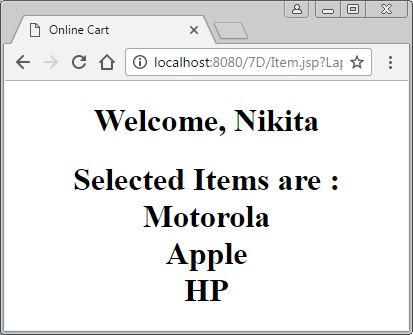 Online Cart
localhost:8080/7D/Item.jsp?Lap
Welcome, Nikita
Selected Items are :
Motorola
Apple
HP